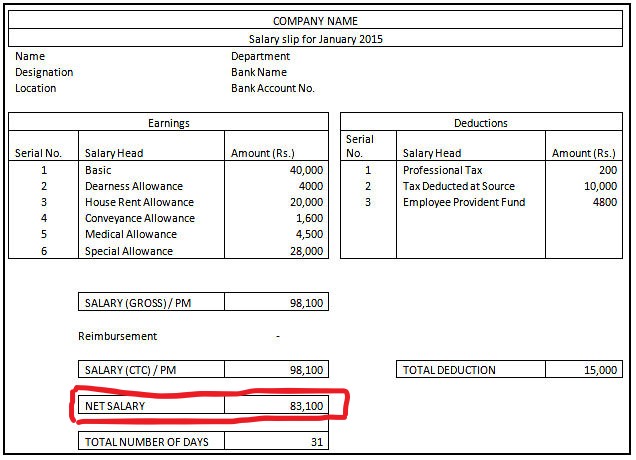 COMPANY NAME
Salary slip for January 2015
Name Department
Designation Bank Name
Location Bank Account No.
Earnings
Serial No. Salary Head Amount (Rs.)
1 Basic 40,000
2 Dearness Allowance 4000
3 House Rent Allowance 20,000
4 Conveyance Allowance 1,600
5 Medical Allowance 4,500
6 Special Allowance 28,000
Deductions
Serial
No. Salary Head Amount (Rs.)
1 Professional Tax 200
2 Tax Deducted at Source 10,000
3 Employee Provident Fund 4800
SALARY (GROSS) / PM 98,100
Reimbursement -
SALARY (CTC) / PM 98,100 TOTAL DEDUCTION 15,000
NET SALARY 83,100
TOTAL NUMBER OF DAYS 31